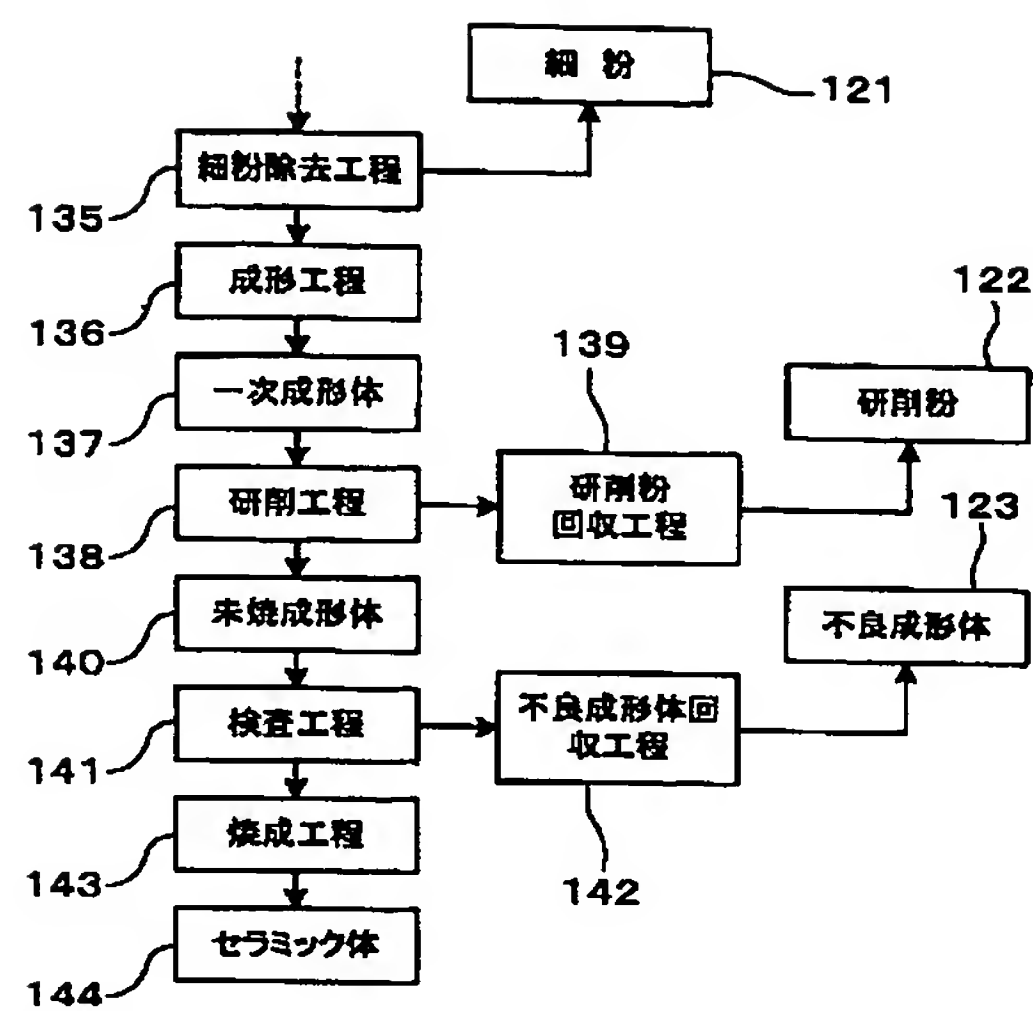 細 粉
121
細粉除去工程
135
成形工程
136
一次成形体
137
139
122
研削粉
研削工程
138
研削粉
回収工程
123
未焼成形体
140
不良成形体
検査工程
141
不良成形体回
収工程
焼成工程
143
142
セラミック体
144